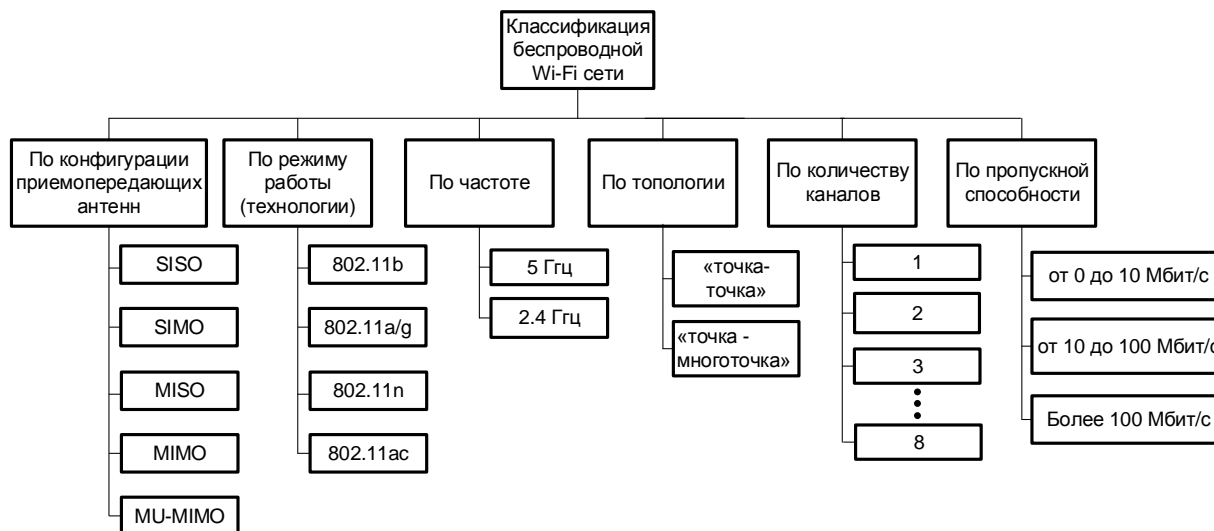 Классификация
беспроводной
Wi-Fi сети
По конфигурации
приемопередающих
антенн
По режиму
работы
(технологии)
По частоте
По топологии
По количеству
каналов
По пропускной
способности
SISO
SIMO
MISO
MIMO
MU-MIMO
802.11b
802.11a/g
802.11n
802.11ac
5 Ггц
2.4 Ггц
«точка-
точка»
«точка -
многоточка»
1
2
3
8
от 0 до 10 Мбит/с
от 10 до 100 Мбит/с
Более 100 Мбит/с